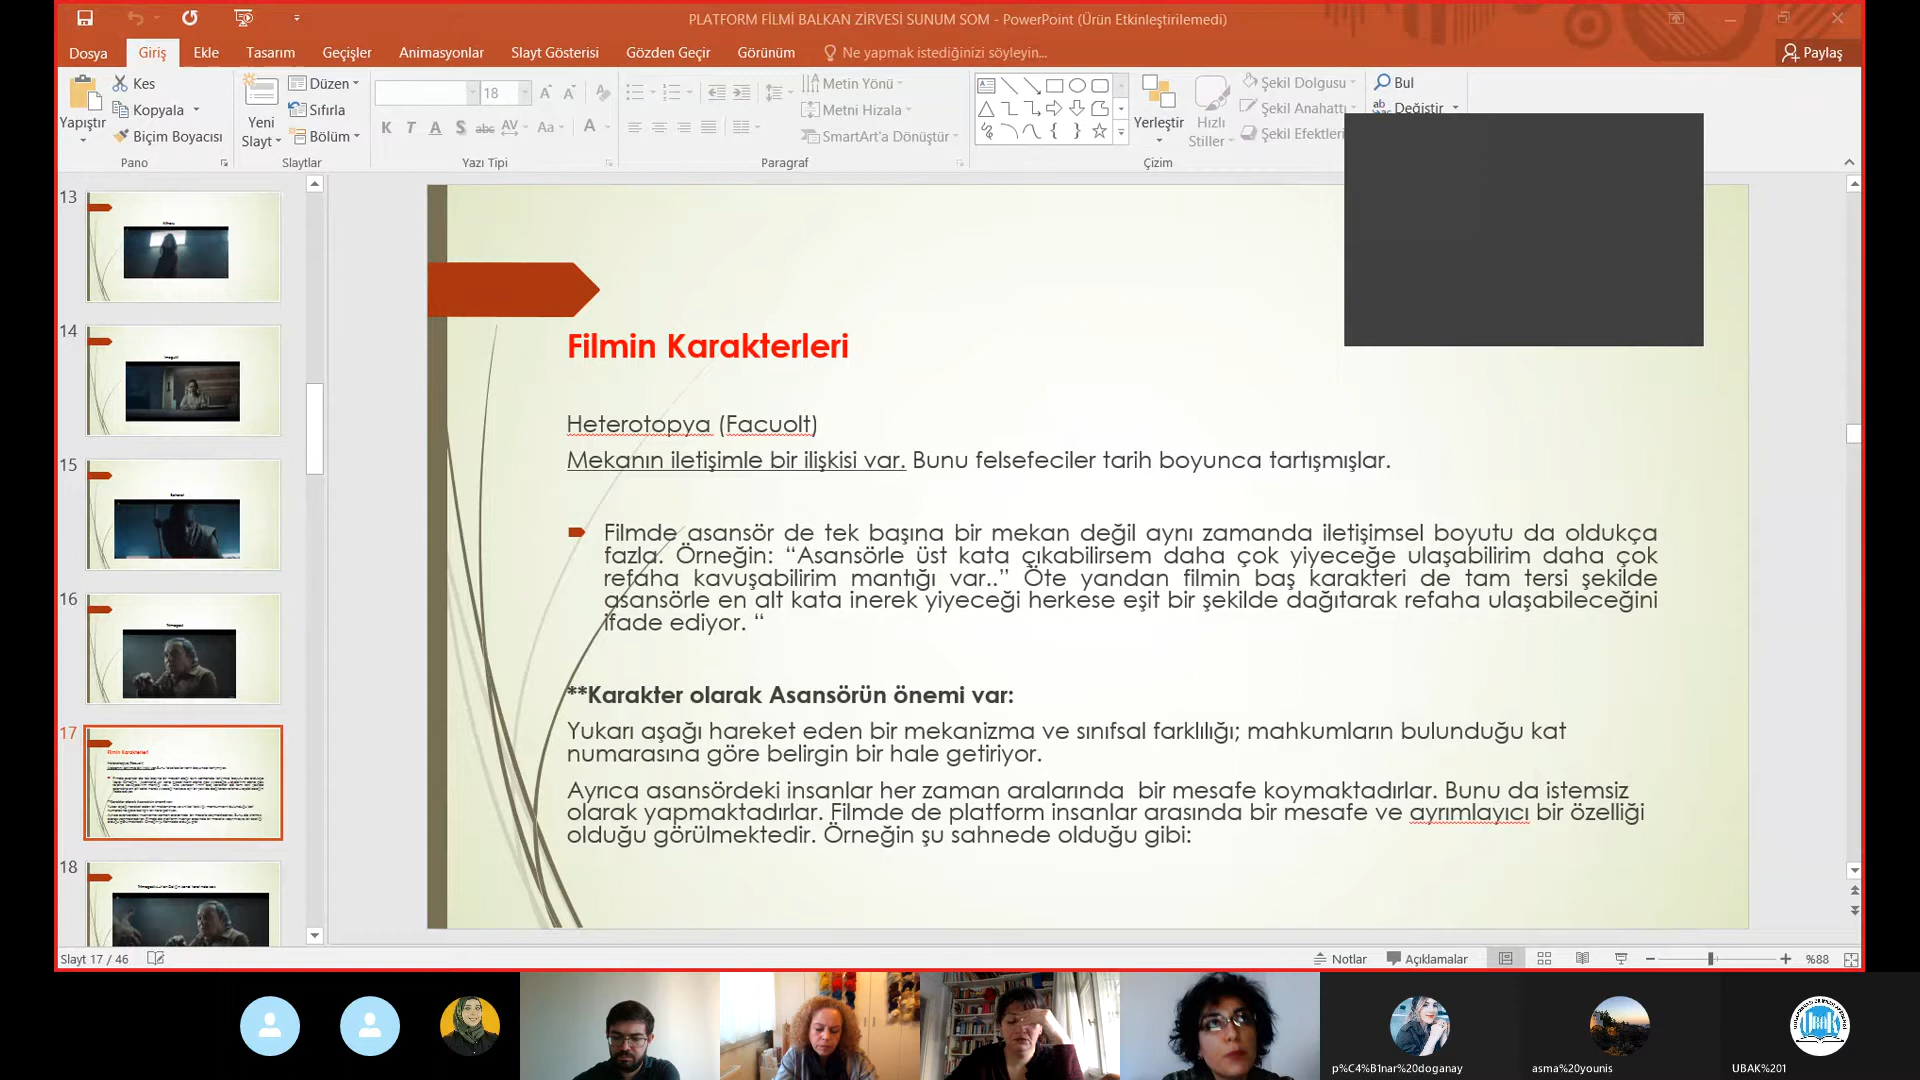 PLATFORM FİLMİ BALKAN ZİRVESİ SUNUM SOM - PowerPoint (Ürün Etkinleştirilemedi)
Dosya Giriş Ekle Tasarım Geçişler Animasyonlar Slayt Gösterisi Gözden Geçir Görünüm Ne yapmak istediğinizi söyleyin... Paylaş
Yapıştır
Kes
Kopyala
Biçim Boyacısı
Pano
Yeni Slayt
Düzen
Sıfırla
Bölüm
Slaytlar
18
K T A S abc AV Aa A
Yazı Tipi
Metin Yönü
Metni Hizala
SmartArt'a Dönüştür
Paragraf
Yerleştir
Hızlı Stiller
Şekil Dolgusu
Şekil Anahattı
Şekil Efektleri
Çizim
Bul
Değiştir
13
14
15
16
17
18
Filmin Karakterleri
Heterotopya (Facuolt)
Mekanın iletişimle bir ilişkisi var. Bunu felsefeciler tarih boyunca tartışmışlar.
Filmde asansör de tek başına bir mekan değil aynı zamanda iletişimsel boyutu da oldukça
fazla. Örneğin: “Asansörle üst kata çıkabilirsem daha çok yiyeceğe ulaşabilirim daha çok
refaha kavuşabilirim mantığı var..” Öte yandan filmin baş karakteri de tam tersi şekilde
asansörle en alt kata inerek yiyeceği herkese eşit bir şekilde dağıtarak refaha ulaşabileceğini
ifade ediyor. “
**Karakter olarak Asansörün önemi var:
Yukarı aşağı hareket eden bir mekanizma ve sınıfsal farklılığı; mahkumların bulunduğu kat
numarasına göre belirgin bir hale getiriyor.
Ayrıca asansördeki insanlar her zaman aralarında bir mesafe koymaktadırlar. Bunu da istemsiz
olarak yapmaktadırlar. Filmde de platform insanlar arasında bir mesafe ve ayrımlayıcı bir özelliği
olduğu görülmektedir. Örneğin şu sahnede olduğu gibi:
Slayt 17 / 46
Notlar
Açıklamalar
%88
p%C4%B1nar%20doganay
asma%20younis
UBAK%201